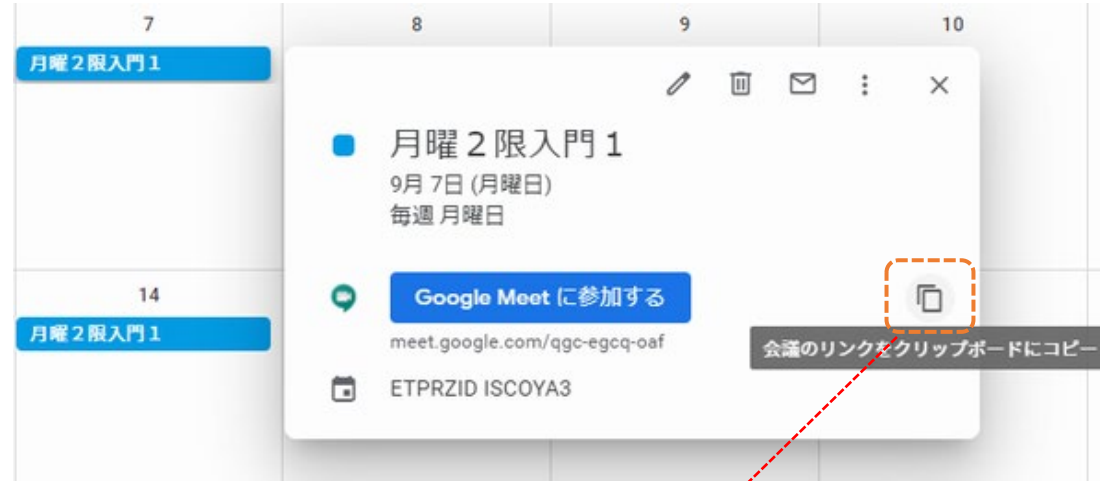 7
8
9
10
月曜２限入門１
月曜２限入門１
9月 7日 (月曜日)
毎週 月曜日
14
月曜２限入門１
Google Meet に参加する
meet.google.com/qgc-egcq-oaf
会議のリンクをクリップボードにコピー
ETPRZID ISCOYA3